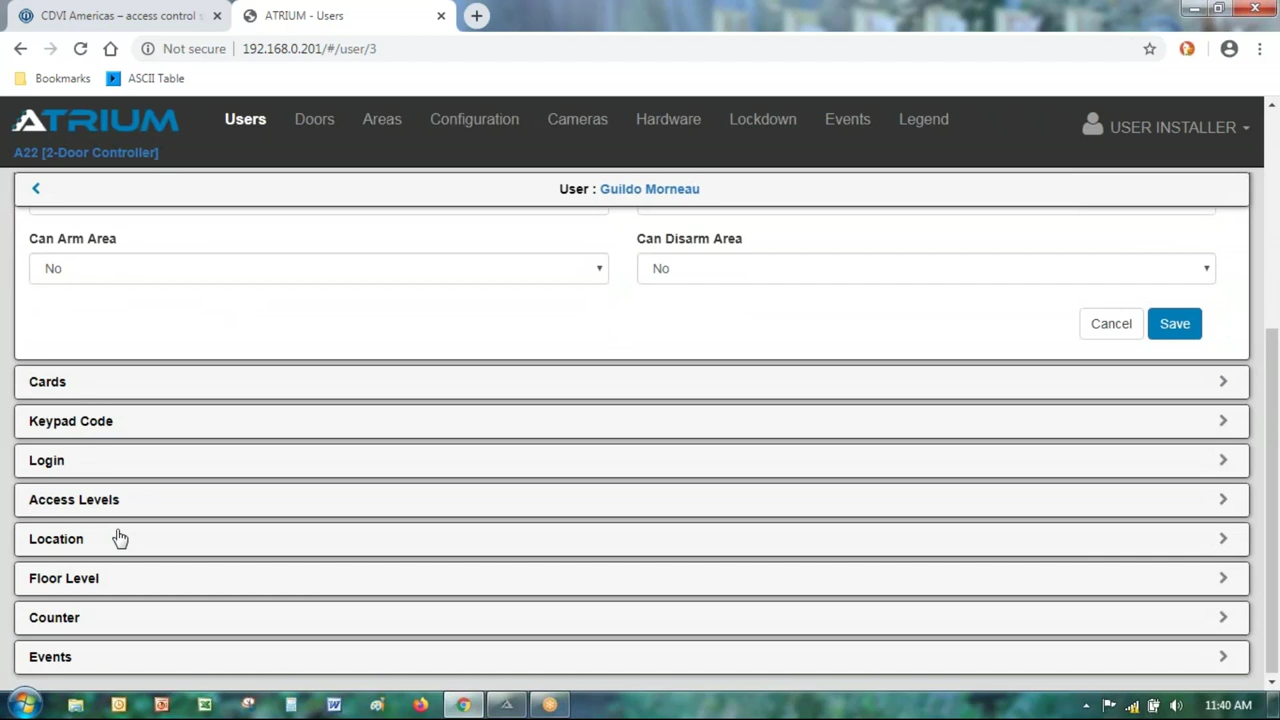 CDVI Americas – access control s
ATRIUM - Users
Not secure
192.168.0.201/#/user/3
Bookmarks
ASCII Table
ATRIUM
Users
Doors
Areas
Configuration
Cameras
Hardware
Lockdown
Events
Legend
USER INSTALLER
A22 [2-Door Controller]
User : Guildo Morneau
Can Arm Area
Can Disarm Area
No
No
Cancel
Save
Cards
Keypad Code
Login
Access Levels
Location
Floor Level
Counter
Events
11:40 AM